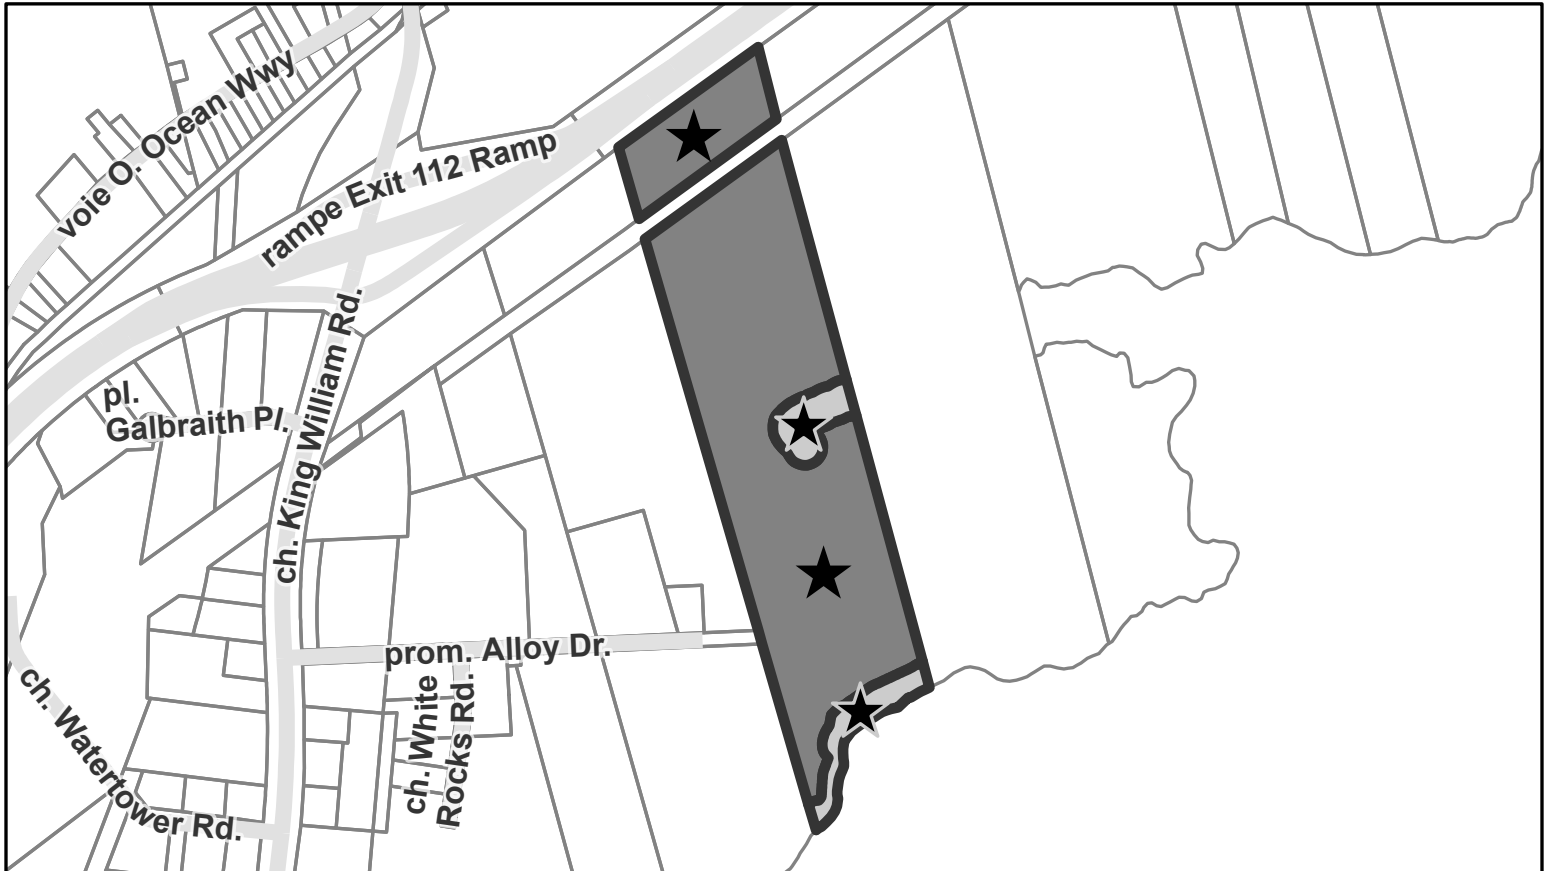 voie O. Ocean Wwy
rampe Exit 112 Ramp
pl.
Galbraith Pl.
ch. King William Rd.
prom. Alloy Dr.
ch. White
Rocks Rd.
ch. Watertower Rd.